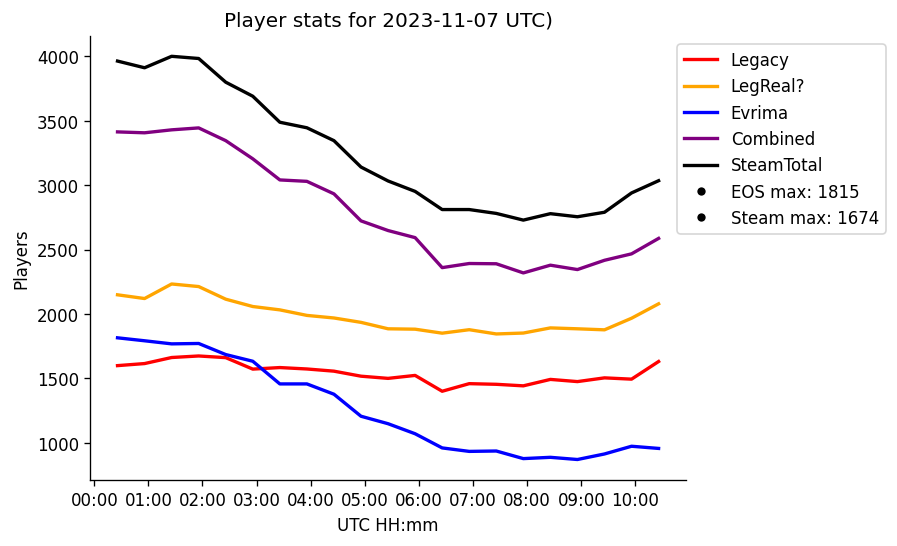 Player stats for 2023-11-07 UTC)
Legacy
LegReal?
Evrima
Combined
SteamTotal
EOS max: 1815
Steam max: 1674
Players
4000
3500
3000
2500
2000
1500
1000
00:00 01:00 02:00 03:00 04:00 05:00 06:00 07:00 08:00 09:00 10:00
UTC HH:mm